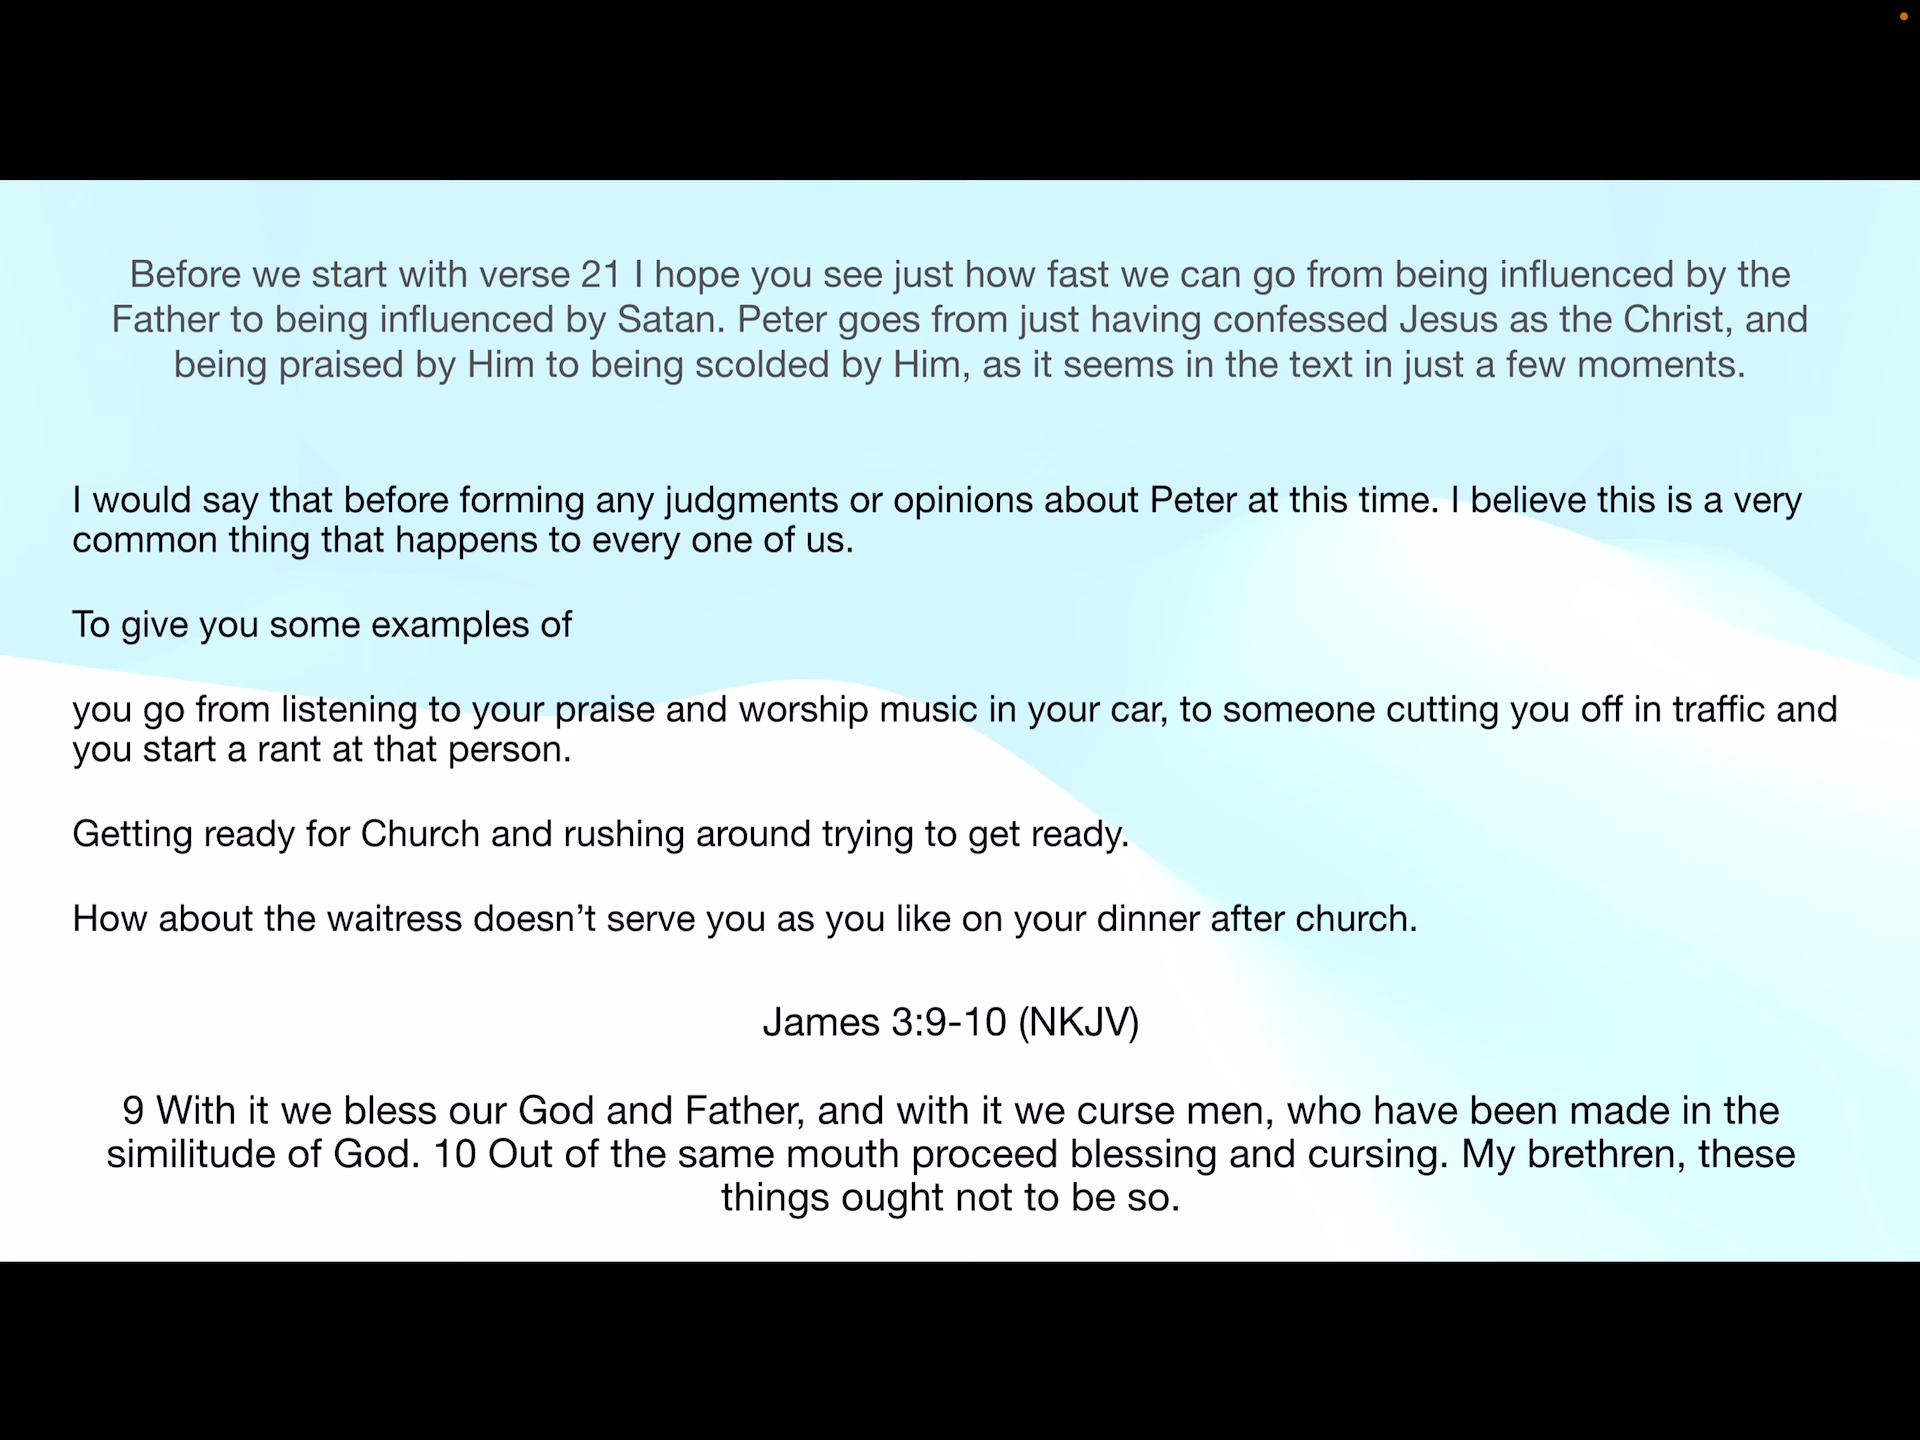 Before we start with verse 21 I hope you see just how fast we can go from being influenced by the
Father to being influenced by Satan. Peter goes from just having confessed Jesus as the Christ, and
being praised by Him to being scolded by Him, as it seems in the text in just a few moments.
I would say that before forming any judgments or opinions about Peter at this time. I believe this is a very
common thing that happens to every one of us.
To give you some examples of
you go from listening to your praise and worship music in your car, to someone cutting you off in traffic and
you start a rant at that person.
Getting ready for Church and rushing around trying to get ready.
How about the waitress doesn’t serve you as you like on your dinner after church.
James 3:9-10 (NKJV)
9 With it we bless our God and Father, and with it we curse men, who have been made in the
similitude of God. 10 Out of the same mouth proceed blessing and cursing. My brethren, these
things ought not to be so.